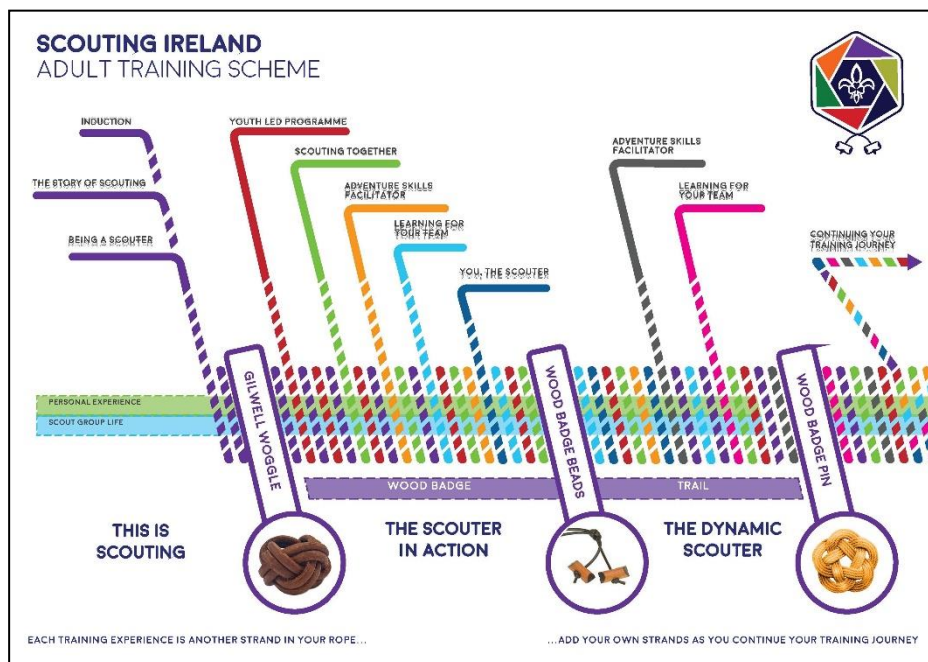 SCOUTING IRELAND
ADULT TRAINING SCHEME
INDUCTION
THE STORY OF SCOUTING
BEING A SCOUTER
YOUTH LED PROGRAMME
SCOUTING TOGETHER
ADVENTURE SKILLS
FACILITATOR
LEARNING FOR
YOUR TEAM
YOU, THE SCOUTER
ADVENTURE SKILLS
FACILITATOR
LEARNING FOR
YOUR TEAM
CONTINUING YOUR
TRAINING JOURNEY
PERSONAL EXPERIENCE
SCOUT GROUP LIFE
GILWELL WOGGLE
WOOD BADGE BEADS
WOOD BADGE PIN
WOOD BADGE
TRAIL
THIS IS
SCOUTING
THE SCOUTER
IN ACTION
THE DYNAMIC
SCOUTER
EACH TRAINING EXPERIENCE IS ANOTHER STRAND IN YOUR ROPE...
...ADD YOUR OWN STRANDS AS YOU CONTINUE YOUR TRAINING JOURNEY